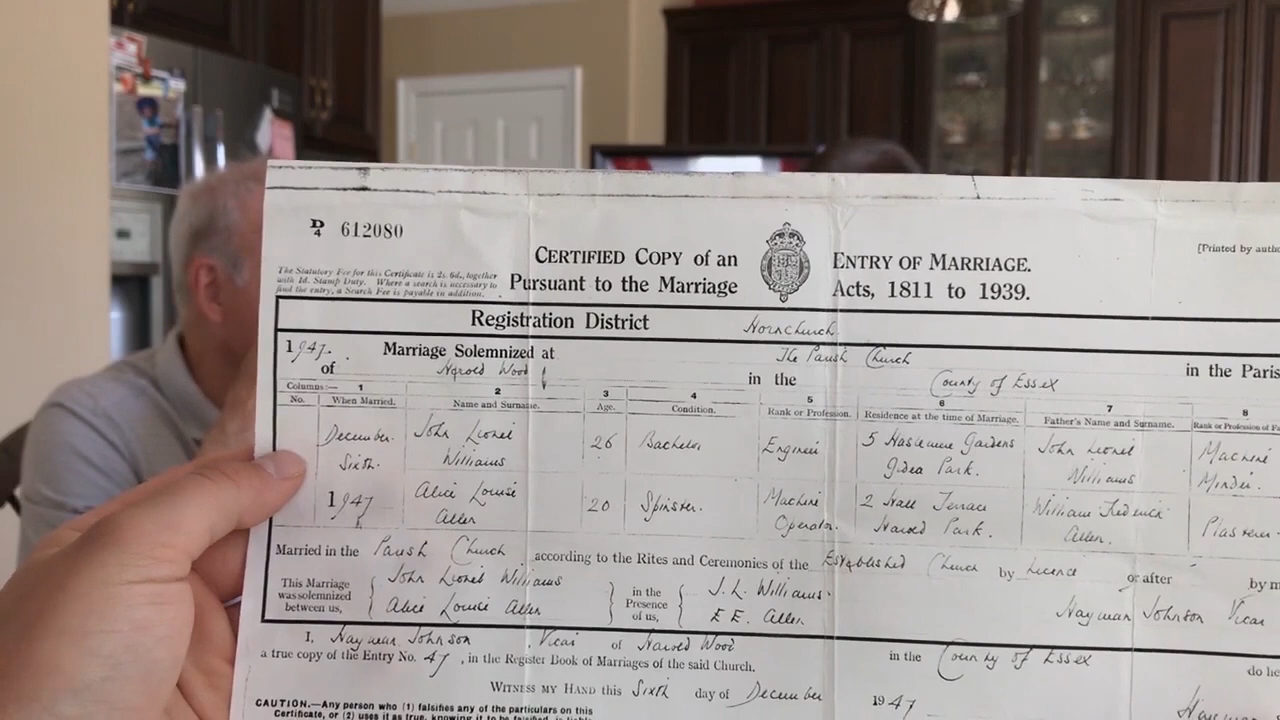 D/4 612080
[Printed by autho
The Statutory Fee for this Certificate is 2s. 6d., together
with 1d. Stamp Duty. Where a search is necessary to
find the entry, a Search Fee is payable in addition.
CERTIFIED COPY OF AN ENTRY OF MARRIAGE.
Pursuant to the Marriage Acts, 1811 to 1939.
Registration District Hornchurch
1947. Marriage Solemnized at The Parish Church in the Paris
of Harold Wood in the County of Essex
Columns:— 1 2 3 4 5 6 7 8
No. When Married. Name and Surname. Age. Condition. Rank or Profession. Residence at the time of Marriage. Father's Name and Surname. Rank or Profession of Fa
December John Lionel 26 Bachelor Engineer 5 Haslemere Gardens John Lionel Machine
Sixth. Williams Gidea Park. Williams Minder.
1947 Alice Louise 20 Spinster. Machine 2 Hall Terrace William Frederick Plasterer
Allen Operator. Harold Park. Allen.
Married in the Parish Church according to the Rites and Ceremonies of the Established Church by Licence or after by m
This Marriage was solemnized between us, John Lionel Williams in the Presence of us, J. L. Williams.
Alice Louise Allen E E. Allen
Hayman Johnson Vicar
I, Hayman Johnson Vicar of Harold Wood in the County of Essex do he
a true copy of the Entry No. 47, in the Register Book of Marriages of the said Church.
WITNESS MY HAND this Sixth day of December 1947
CAUTION.—Any person who (1) falsifies any of the particulars on this
Certificate, or (2) uses it as true, knowing it to be falsified, is liable